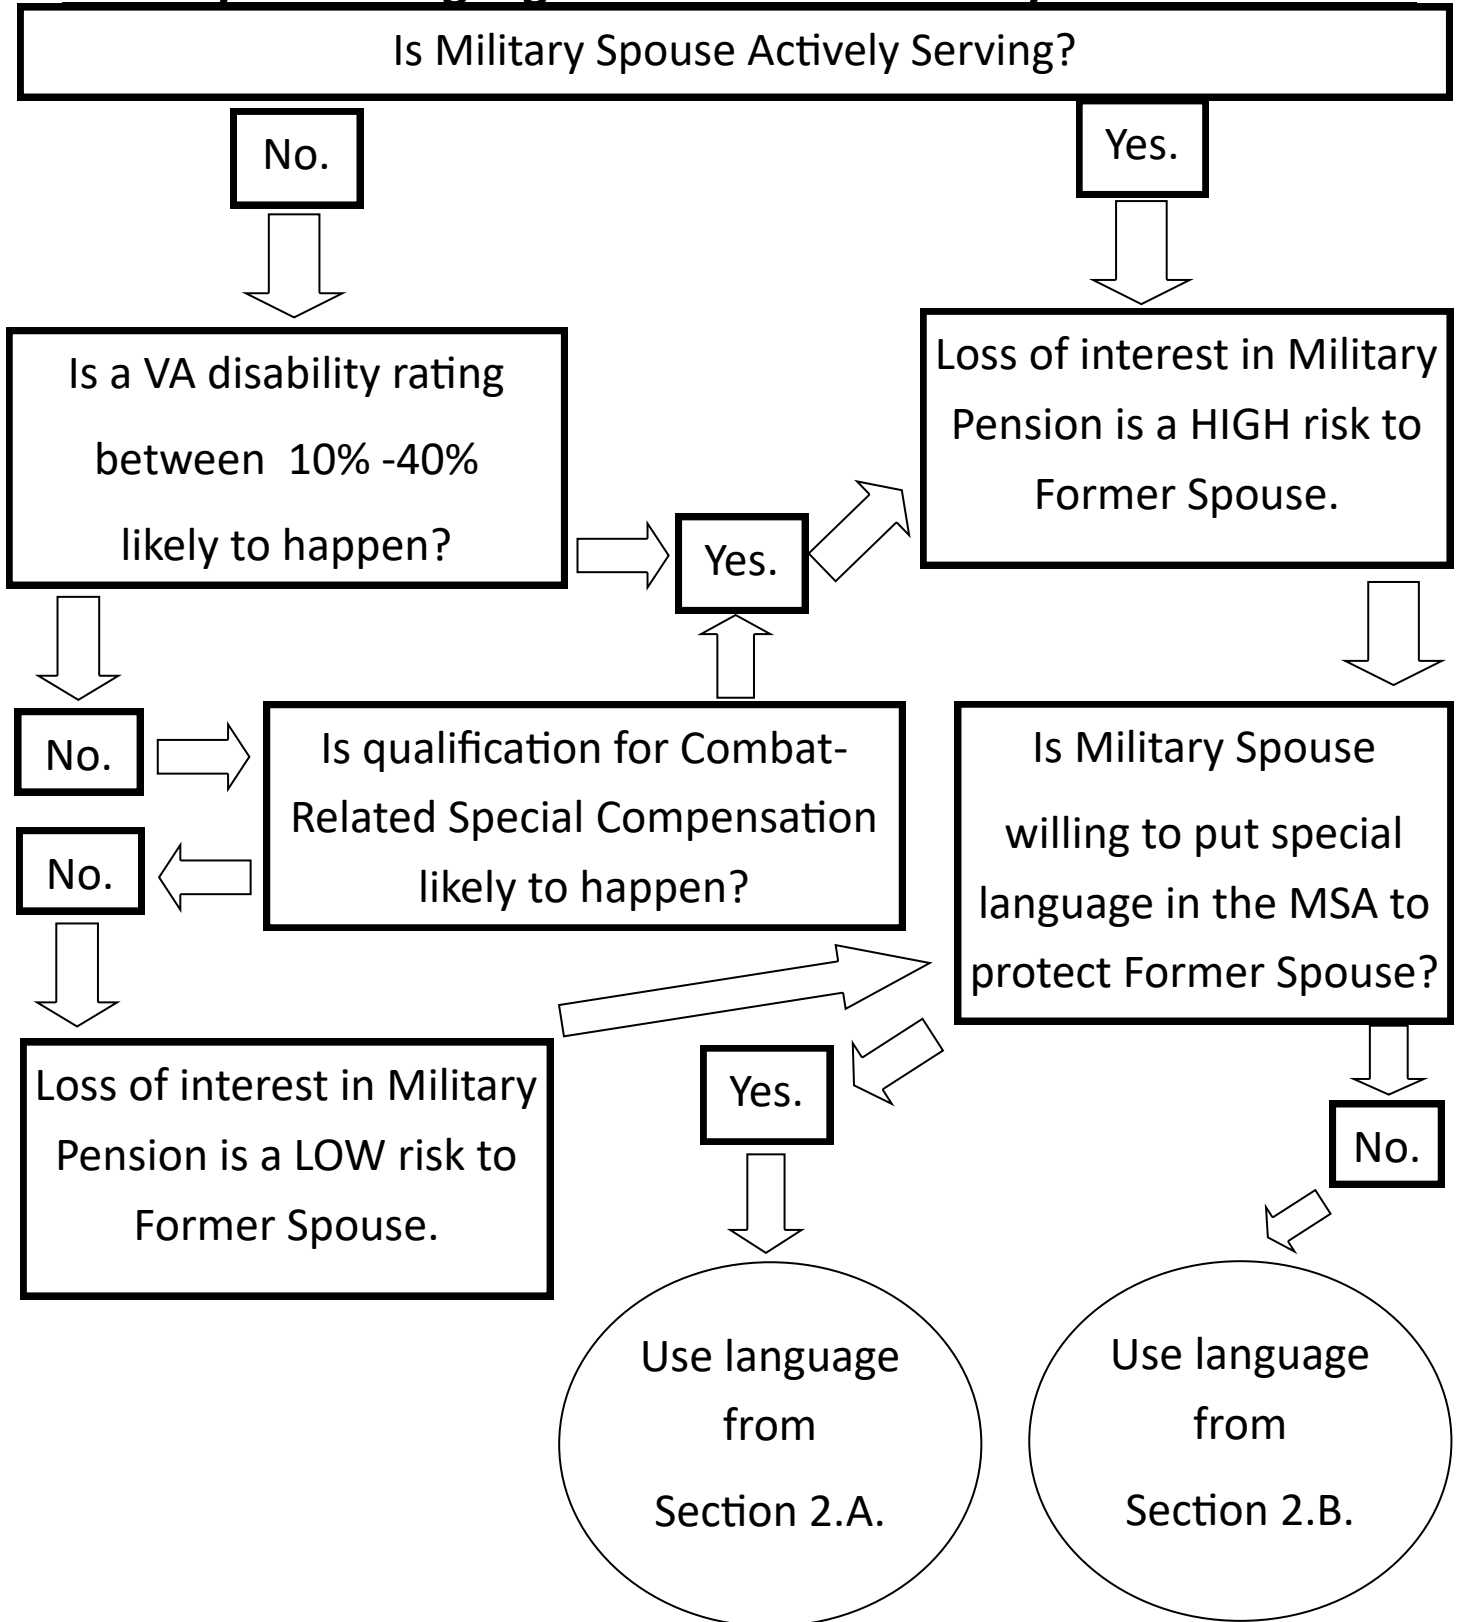 Is Military Spouse Actively Serving?
No.
Yes.
Is a VA disability rating
between 10% -40%
likely to happen?
Loss of interest in Military
Pension is a HIGH risk to
Former Spouse.
Yes.
No.
Is qualification for Combat-
Related Special Compensation
likely to happen?
No.
Is Military Spouse
willing to put special
language in the MSA to
protect Former Spouse?
Loss of interest in Military
Pension is a LOW risk to
Former Spouse.
Yes.
No.
Use language
from
Section 2.A.
Use language
from
Section 2.B.